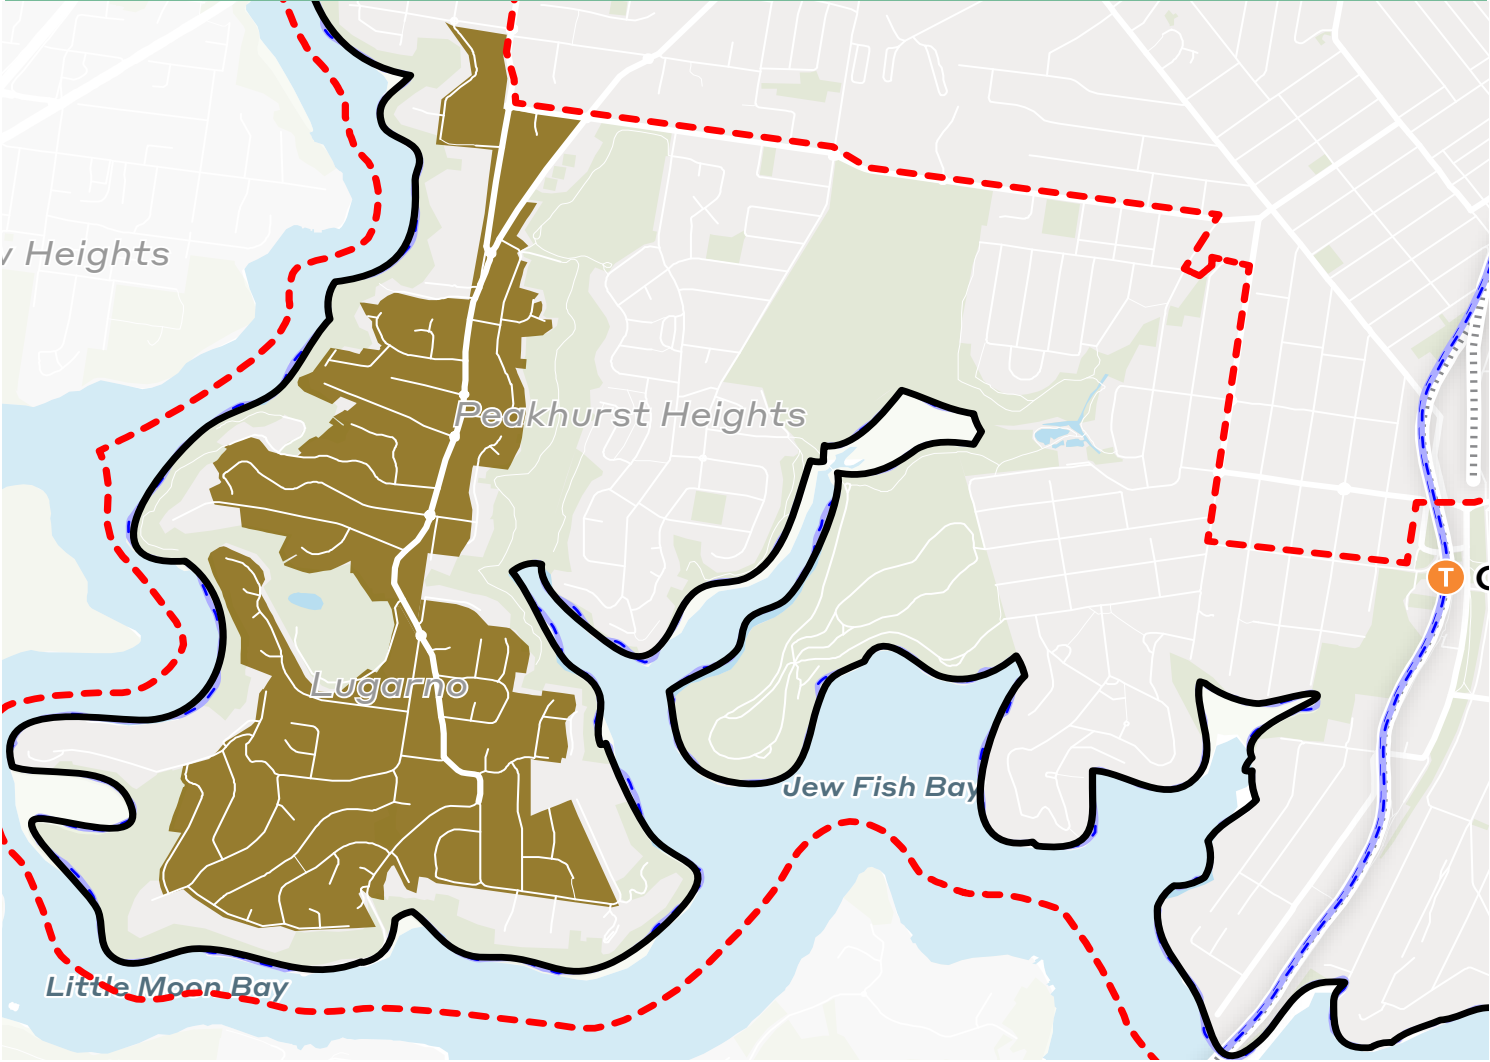 Heights
Peakhurst Heights
T
Lugarno
Jew Fish Bay
Little Moon Bay